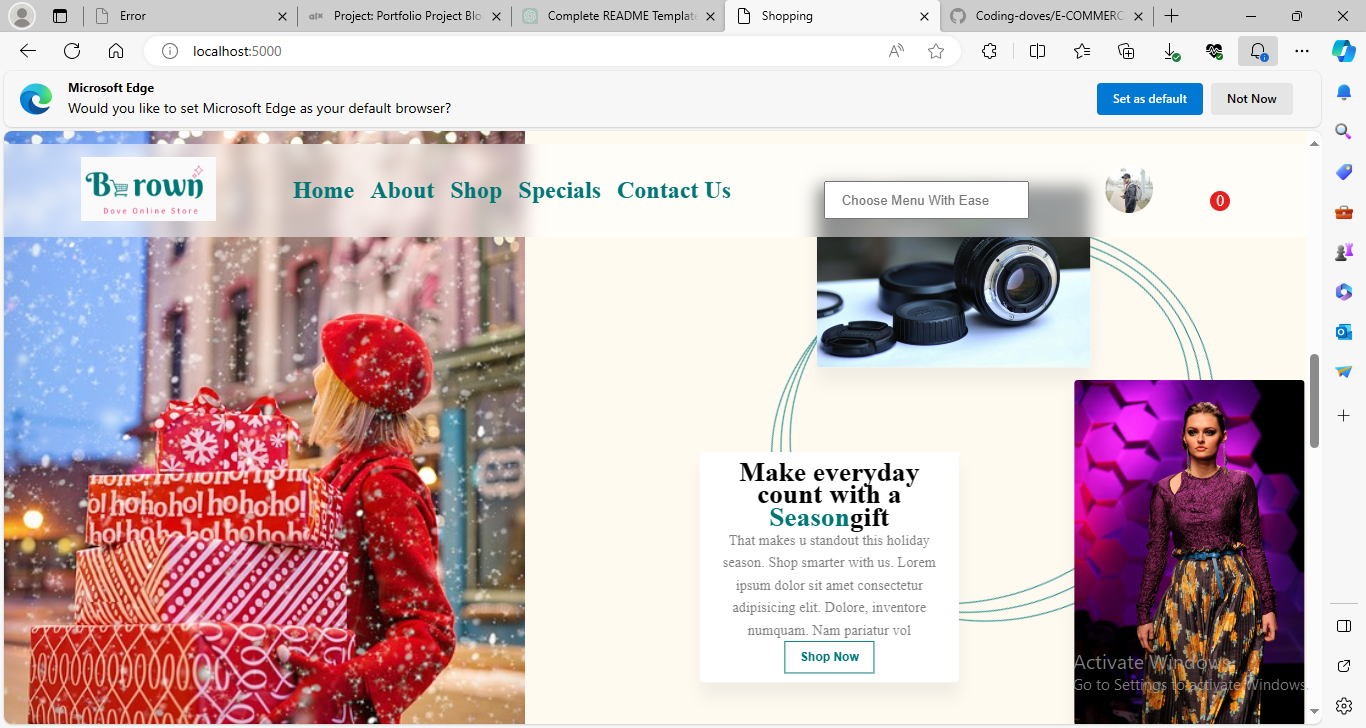 Error
Project: Portfolio Project Blo
Complete README Templat
Shopping
Coding-doves/E-COMMERC
localhost:5000
Microsoft Edge
Would you like to set Microsoft Edge as your default browser?
Set as default
Not Now
Brown
Dove Online Store
Home
About
Shop
Specials
Contact Us
Choose Menu With Ease
0
ho! ho! ho! ho!
Make everyday
count with a
Seasongift
That makes u standout this holiday
season. Shop smarter with us. Lorem
ipsum dolor sit amet consectetur
adipisicing elit. Dolore, inventore
numquam. Nam pariatur vol
Shop Now
Activate Windows
Go to Settings to activate Windows.